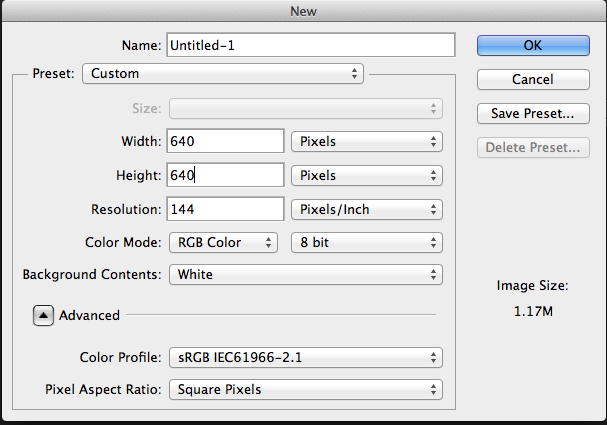 New
Name: Untitled-1
OK
Preset: Custom
Cancel
Size:
Save Preset...
Width: 640 Pixels
Delete Preset...
Height: 640 Pixels
Resolution: 144 Pixels/Inch
Color Mode: RGB Color 8 bit
Background Contents: White
Image Size:
1.17M
Advanced
Color Profile: sRGB IEC61966-2.1
Pixel Aspect Ratio: Square Pixels